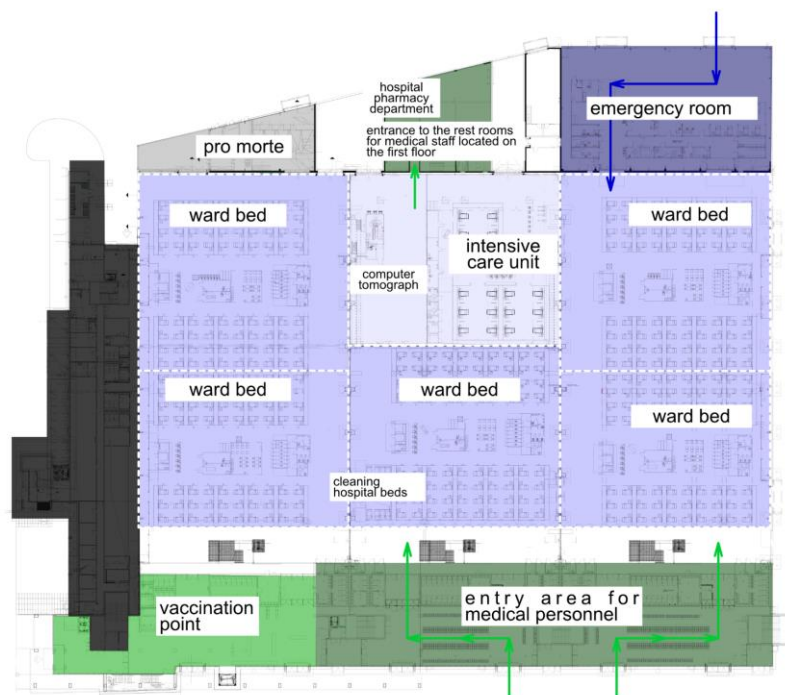 hospital
pharmacy
department
entrance to the rest rooms
for medical staff located on
the first floor
emergency room
pro morte
ward bed
ward bed
intensive
care unit
computer
tomograph
ward bed
ward bed
ward bed
cleaning
hospital beds
vaccination
point
entry area for
medical personnel